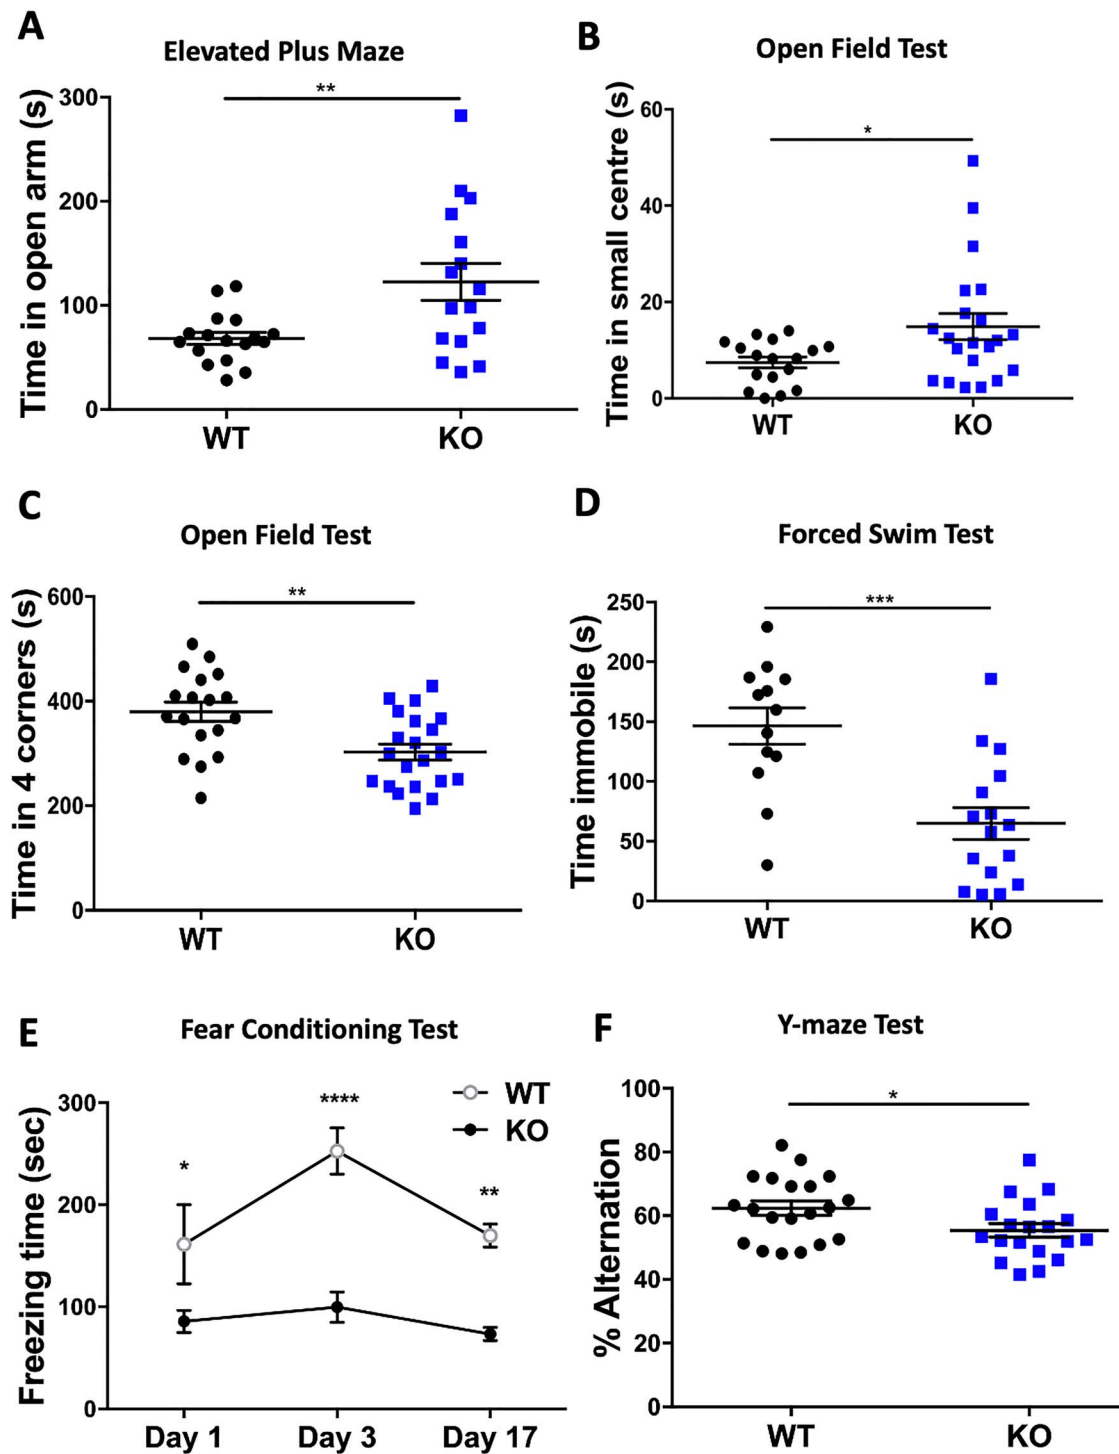 A
Elevated Plus Maze
Time in open arm (s)
300
200
100
0
**
WT
KO
B
Open Field Test
Time in small centre (s)
60
40
20
0
*
WT
KO
C
Open Field Test
Time in 4 corners (s)
600
400
200
0
**
WT
KO
D
Forced Swim Test
Time immobile (s)
250
200
150
100
50
0
***
WT
KO
E
Fear Conditioning Test
Freezing time (sec)
300
200
100
0
*
****
**
WT
KO
Day 1
Day 3
Day 17
F
Y-maze Test
% Alternation
100
80
60
40
20
0
*
WT
KO